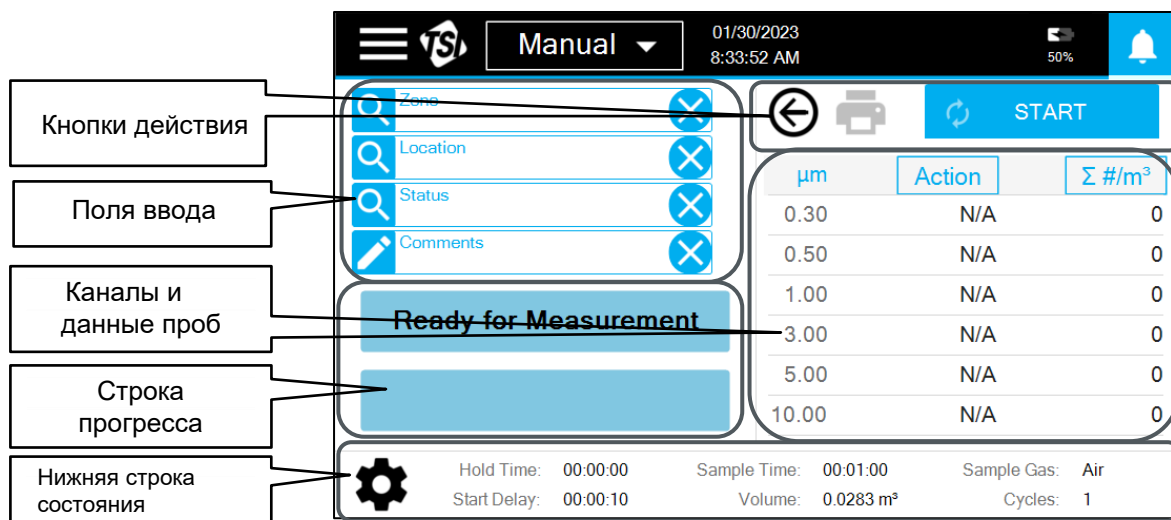 TSI Manual 01/30/2023 50%
8:33:52 AM
Кнопки действия
Поля ввода
Каналы и
данные проб
Строка
прогресса
Нижняя строка
состояния
Zone
Location
Status
Comments
Ready for Measurement
START
µm Action Σ #/m³
0.30 N/A 0
0.50 N/A 0
1.00 N/A 0
3.00 N/A 0
5.00 N/A 0
10.00 N/A 0
Hold Time: 00:00:00 Sample Time: 00:01:00 Sample Gas: Air
Start Delay: 00:00:10 Volume: 0.0283 m³ Cycles: 1